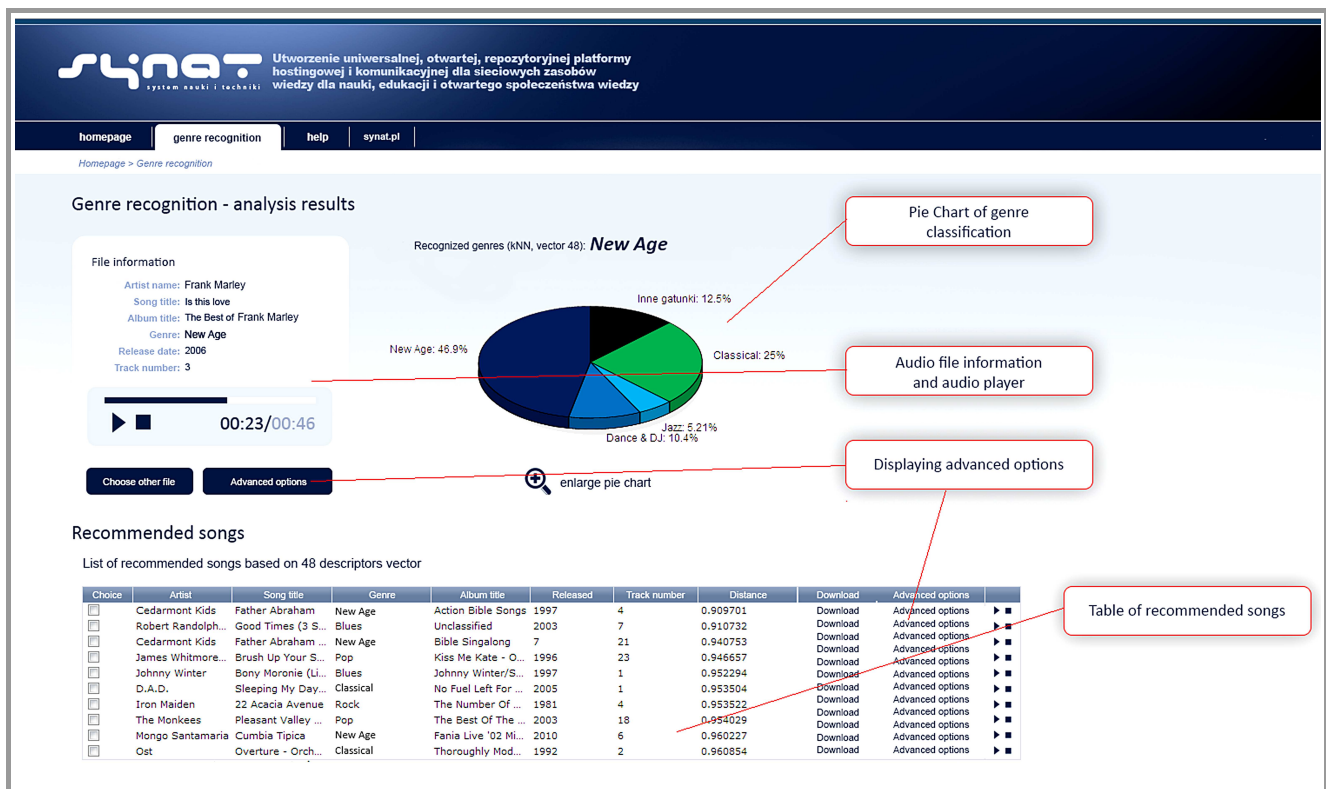 synat
system nauki i techniki
Utworzenie uniwersalnej, otwartej, repozytoryjnej platformy
hostingowej i komunikacyjnej dla sieciowych zasobów
wiedzy dla nauki, edukacji i otwartego społeczeństwa wiedzy
homepage genre recognition help synat.pl
Homepage > Genre recognition
Genre recognition - analysis results
File information
Artist name: Frank Marley
Song title: Is this love
Album title: The Best of Frank Marley
Genre: New Age
Release date: 2006
Track number: 3
00:23/00:46
Choose other file Advanced options
Recognized genres (kNN, vector 48): New Age
Inne gatunki: 12.5%
New Age: 46.9%
Classical: 25%
Jazz: 5.21%
Dance & DJ: 10.4%
enlarge pie chart
Pie Chart of genre
classification
Audio file information
and audio player
Displaying advanced options
Table of recommended songs
Recommended songs
List of recommended songs based on 48 descriptors vector
Choice Artist Song title Genre Album title Released Track number Distance Download Advanced options
Cedarmont Kids Father Abraham New Age Action Bible Songs 1997 4 0.909701 Download Advanced options
Robert Randolph... Good Times (3 S... Blues Unclassified 2003 7 0.910732 Download Advanced options
Cedarmont Kids Father Abraham ... New Age Bible Singalong 7 21 0.940753 Download Advanced options
James Whitmore... Brush Up Your S... Pop Kiss Me Kate - O... 1996 23 0.946657 Download Advanced options
Johnny Winter Bony Moronie (Li... Blues Johnny Winter/S... 1997 1 0.952294 Download Advanced options
D.A.D. Sleeping My Day... Classical No Fuel Left For ... 2005 1 0.953504 Download Advanced options
Iron Maiden 22 Acacia Avenue Rock The Number Of ... 1981 4 0.953522 Download Advanced options
The Monkees Pleasant Valley ... Pop The Best Of The ... 2003 18 0.954029 Download Advanced options
Mongo Santamaria Cumbia Tipica New Age Fania Live '02 Mi... 2010 6 0.960227 Download Advanced options
Ost Overture - Orch... Classical Thoroughly Mod... 1992 2 0.960854 Download Advanced options